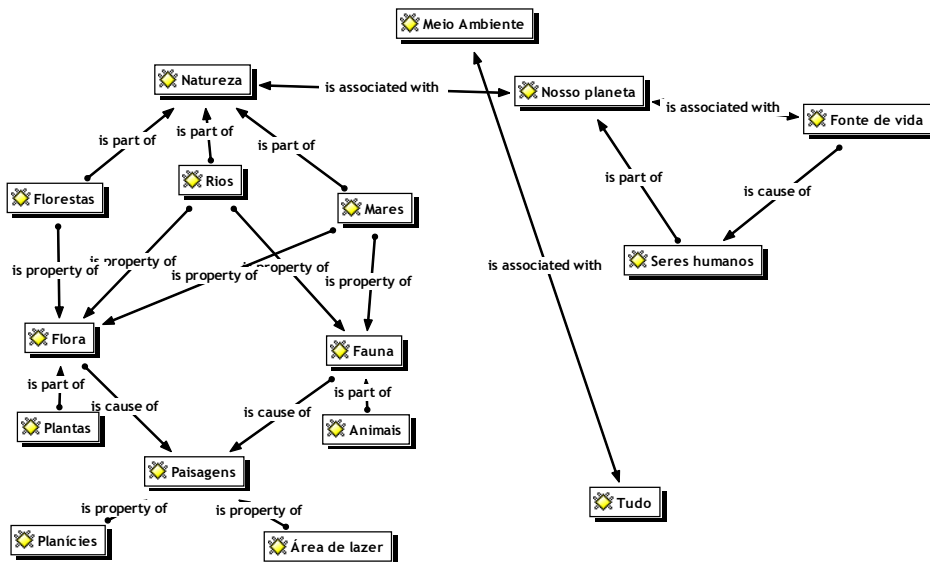 Meio Ambiente
Natureza
is associated with
Nosso planeta
is associated with
Fonte de vida
is part of
is part of
is part of
Florestas
Rios
Mares
is part of
is cause of
Seres humanos
is property of
is property of
is property of
is property of
is property of
is associated with
Flora
Fauna
is part of
is cause of
is cause of
is part of
Plantas
Animais
Paisagens
is property of
is property of
Planícies
Área de lazer
Tudo